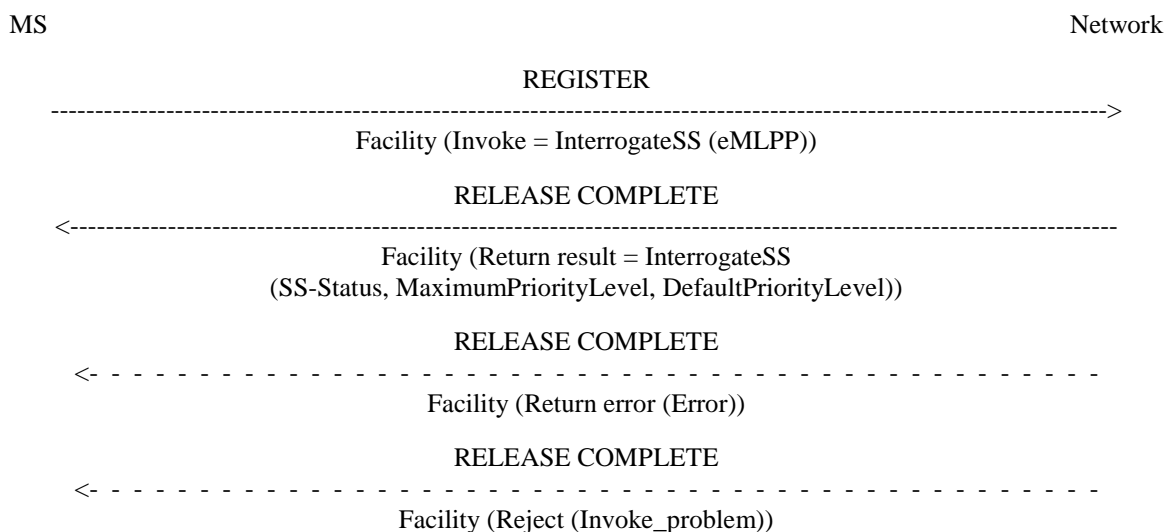 MS Network
REGISTER
Facility (Invoke = InterrogateSS (eMLPP))
RELEASE COMPLETE
Facility (Return result = InterrogateSS
(SS-Status, MaximumPriorityLevel, DefaultPriorityLevel))
RELEASE COMPLETE
Facility (Return error (Error))
RELEASE COMPLETE
Facility (Reject (Invoke_problem))